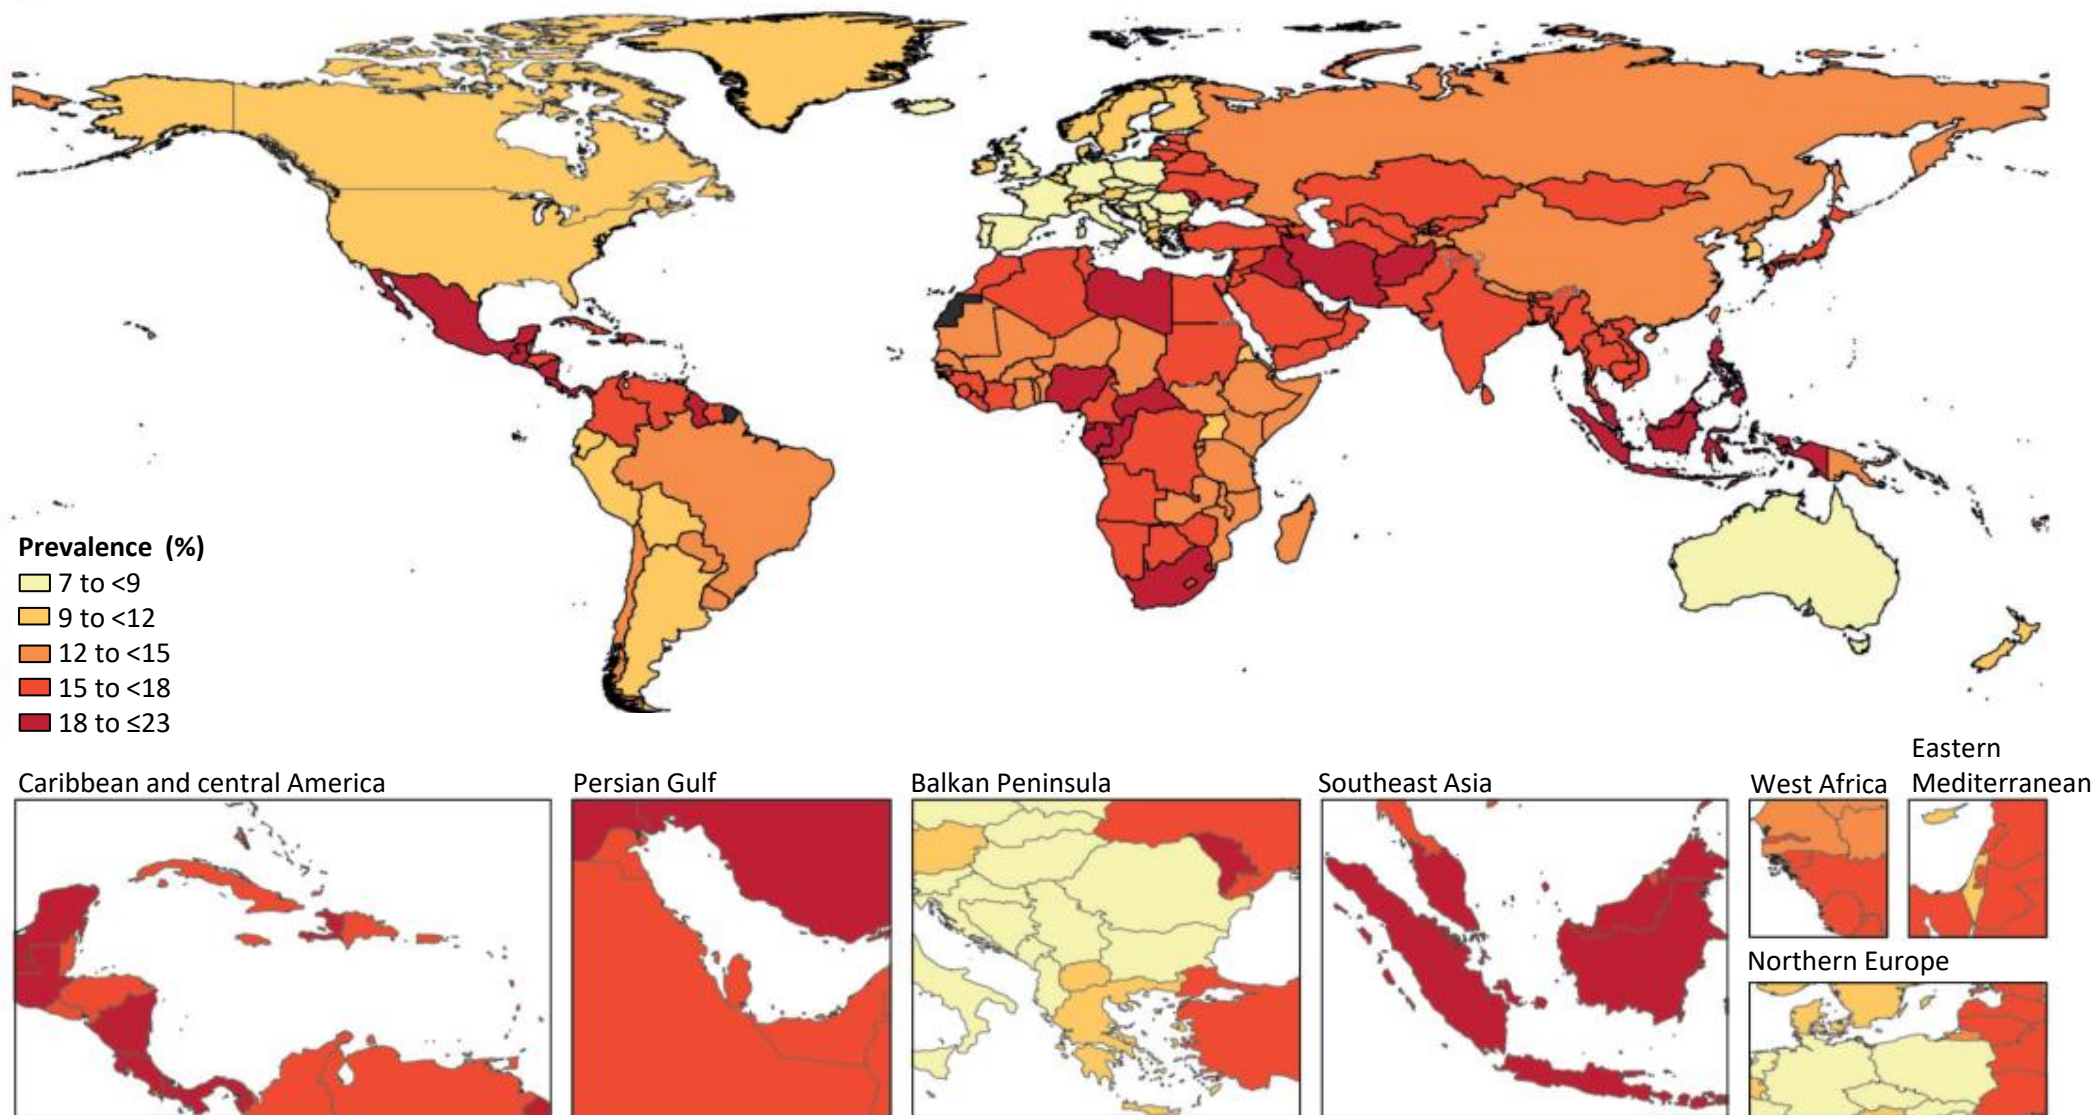 Prevalence (%)
7 to <9
9 to <12
12 to <15
15 to <18
18 to ≤23
Caribbean and central America
Persian Gulf
Balkan Peninsula
Southeast Asia
West Africa
Eastern
Mediterranean
Northern Europe